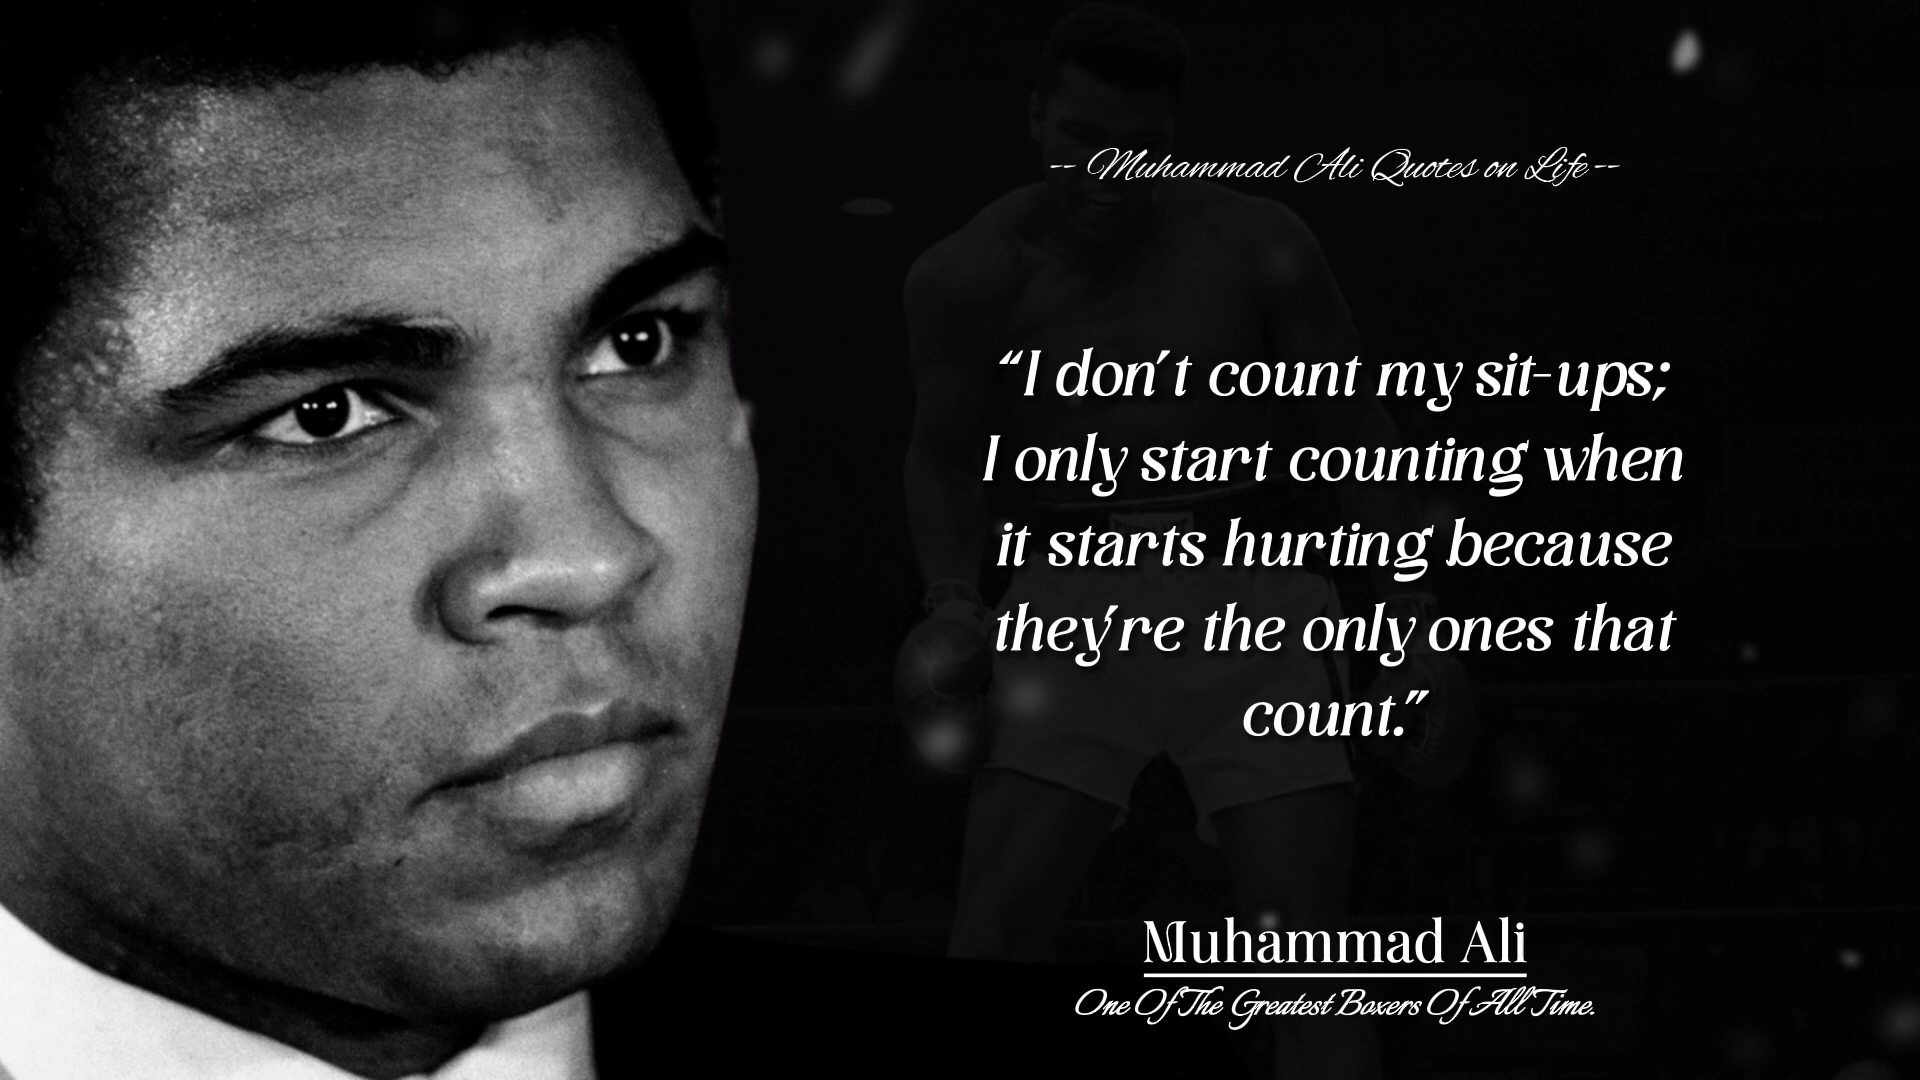 -- Muhammad Ali Quotes on Life --
“I don't count my sit-ups;
I only start counting when
it starts hurting because
they're the only ones that
count.”
Muhammad Ali
One Of The Greatest Boxers Of All Time.